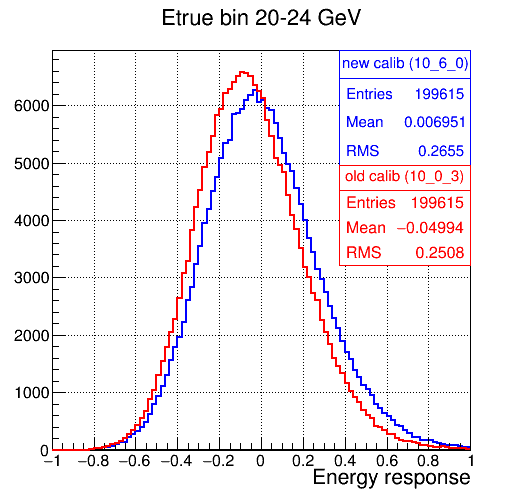 Etrue bin 20-24 GeV
new calib (10_6_0)
Entries 199615
Mean 0.006951
RMS 0.2655
old calib (10_0_3)
Entries 199615
Mean −0.04994
RMS 0.2508
6000
5000
4000
3000
2000
1000
0
−1 −0.8 −0.6 −0.4 −0.2 0 0.2 0.4 0.6 0.8 1
Energy response